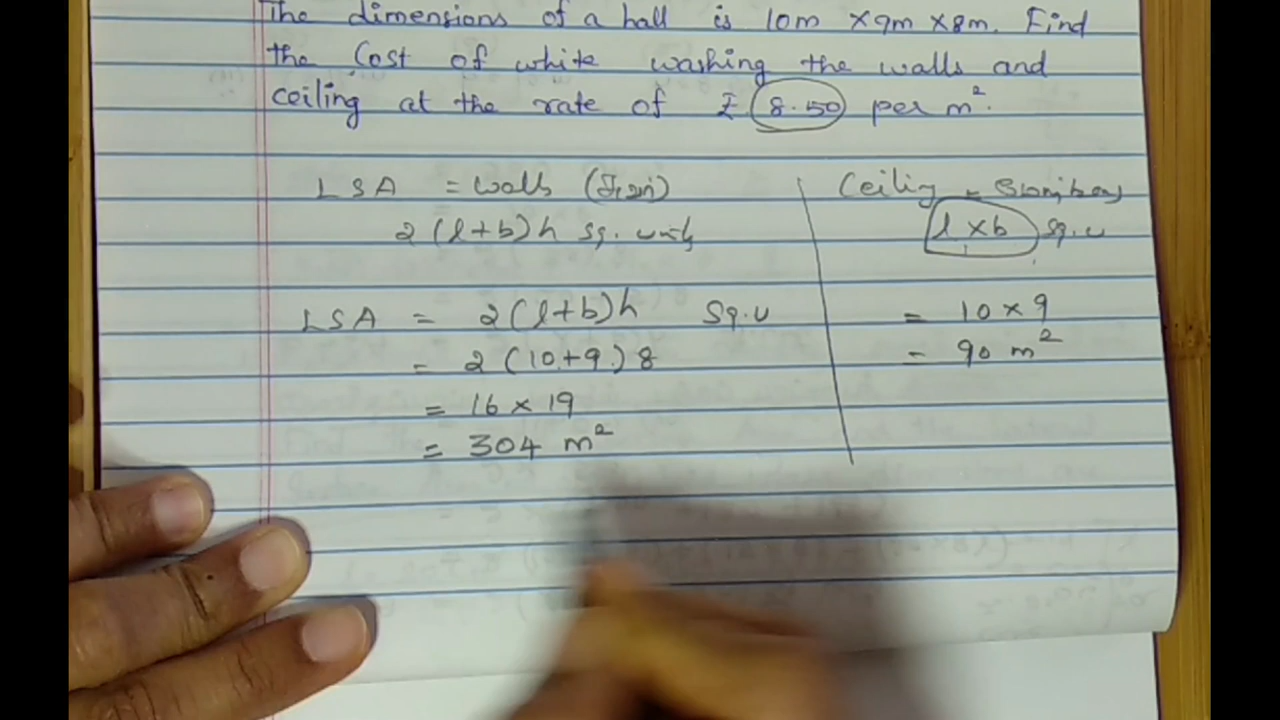 The dimensions of a hall is 10m x 9m x 8m. Find
the Cost of white washing the walls and
ceiling at the rate of ₹ 8.50 per m².
LSA = walls
2(l+b)h sq. units
LSA = 2(l+b)h Sq.u
= 2(10+9)8
= 16 x 19
= 304 m²
Ceiling =
l x b sq.u
= 10 x 9
= 90 m²